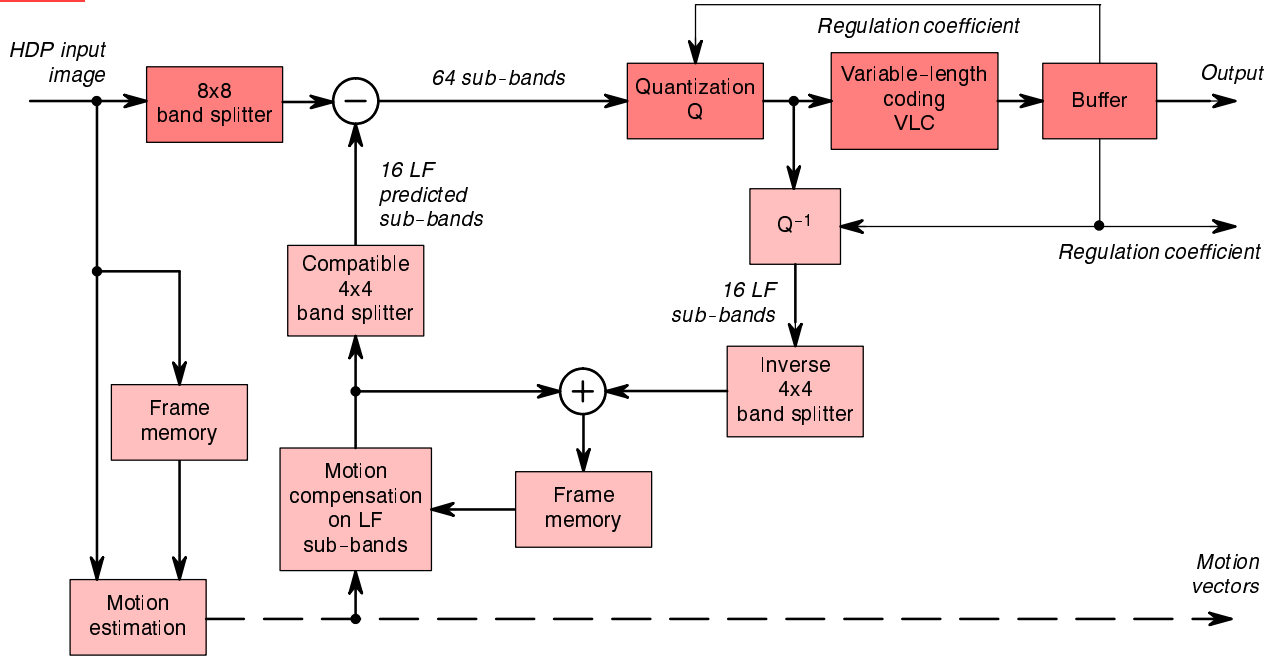 Regulation coefficient
HDP input
image
8x8
band splitter
−
64 sub-bands
Quantization
Q
Variable-length
coding
VLC
Buffer
Output
16 LF
predicted
sub-bands
Q⁻¹
Regulation coefficient
Compatible
4x4
band splitter
16 LF
sub-bands
Inverse
4x4
band splitter
+
Frame
memory
Motion
compensation
on LF
sub-bands
Frame
memory
Motion
estimation
Motion
vectors